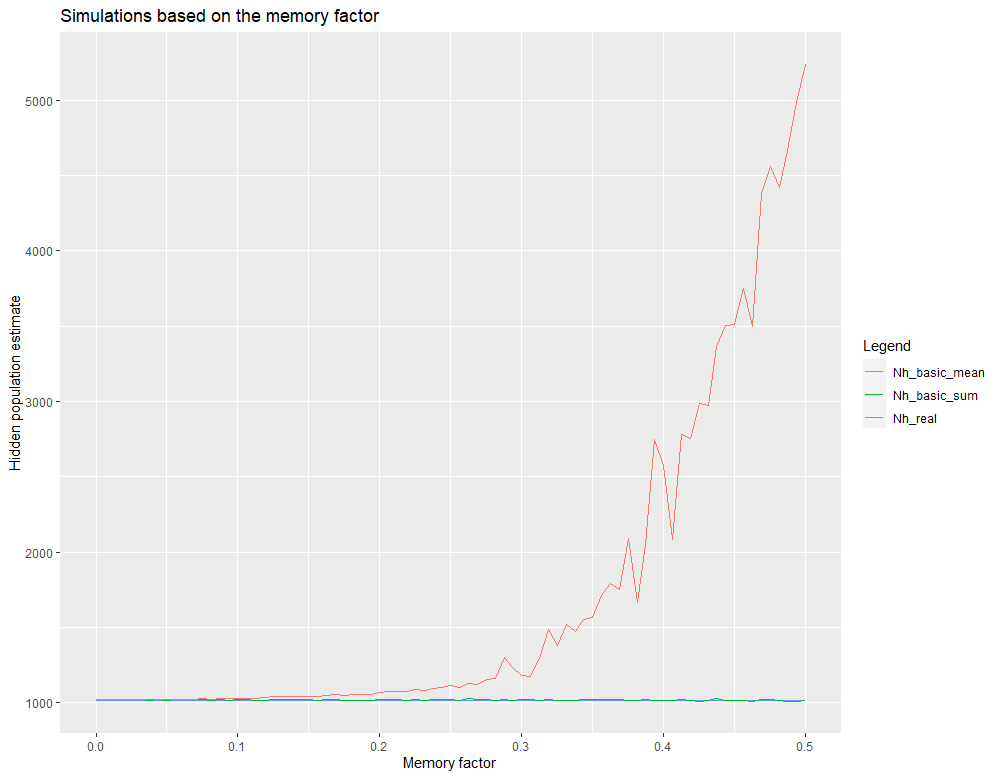 Simulations based on the memory factor
Hidden population estimate
5000
4000
3000
2000
1000
0.0
0.1
0.2
0.3
0.4
0.5
Memory factor
Legend
Nh_basic_mean
Nh_basic_sum
Nh_real